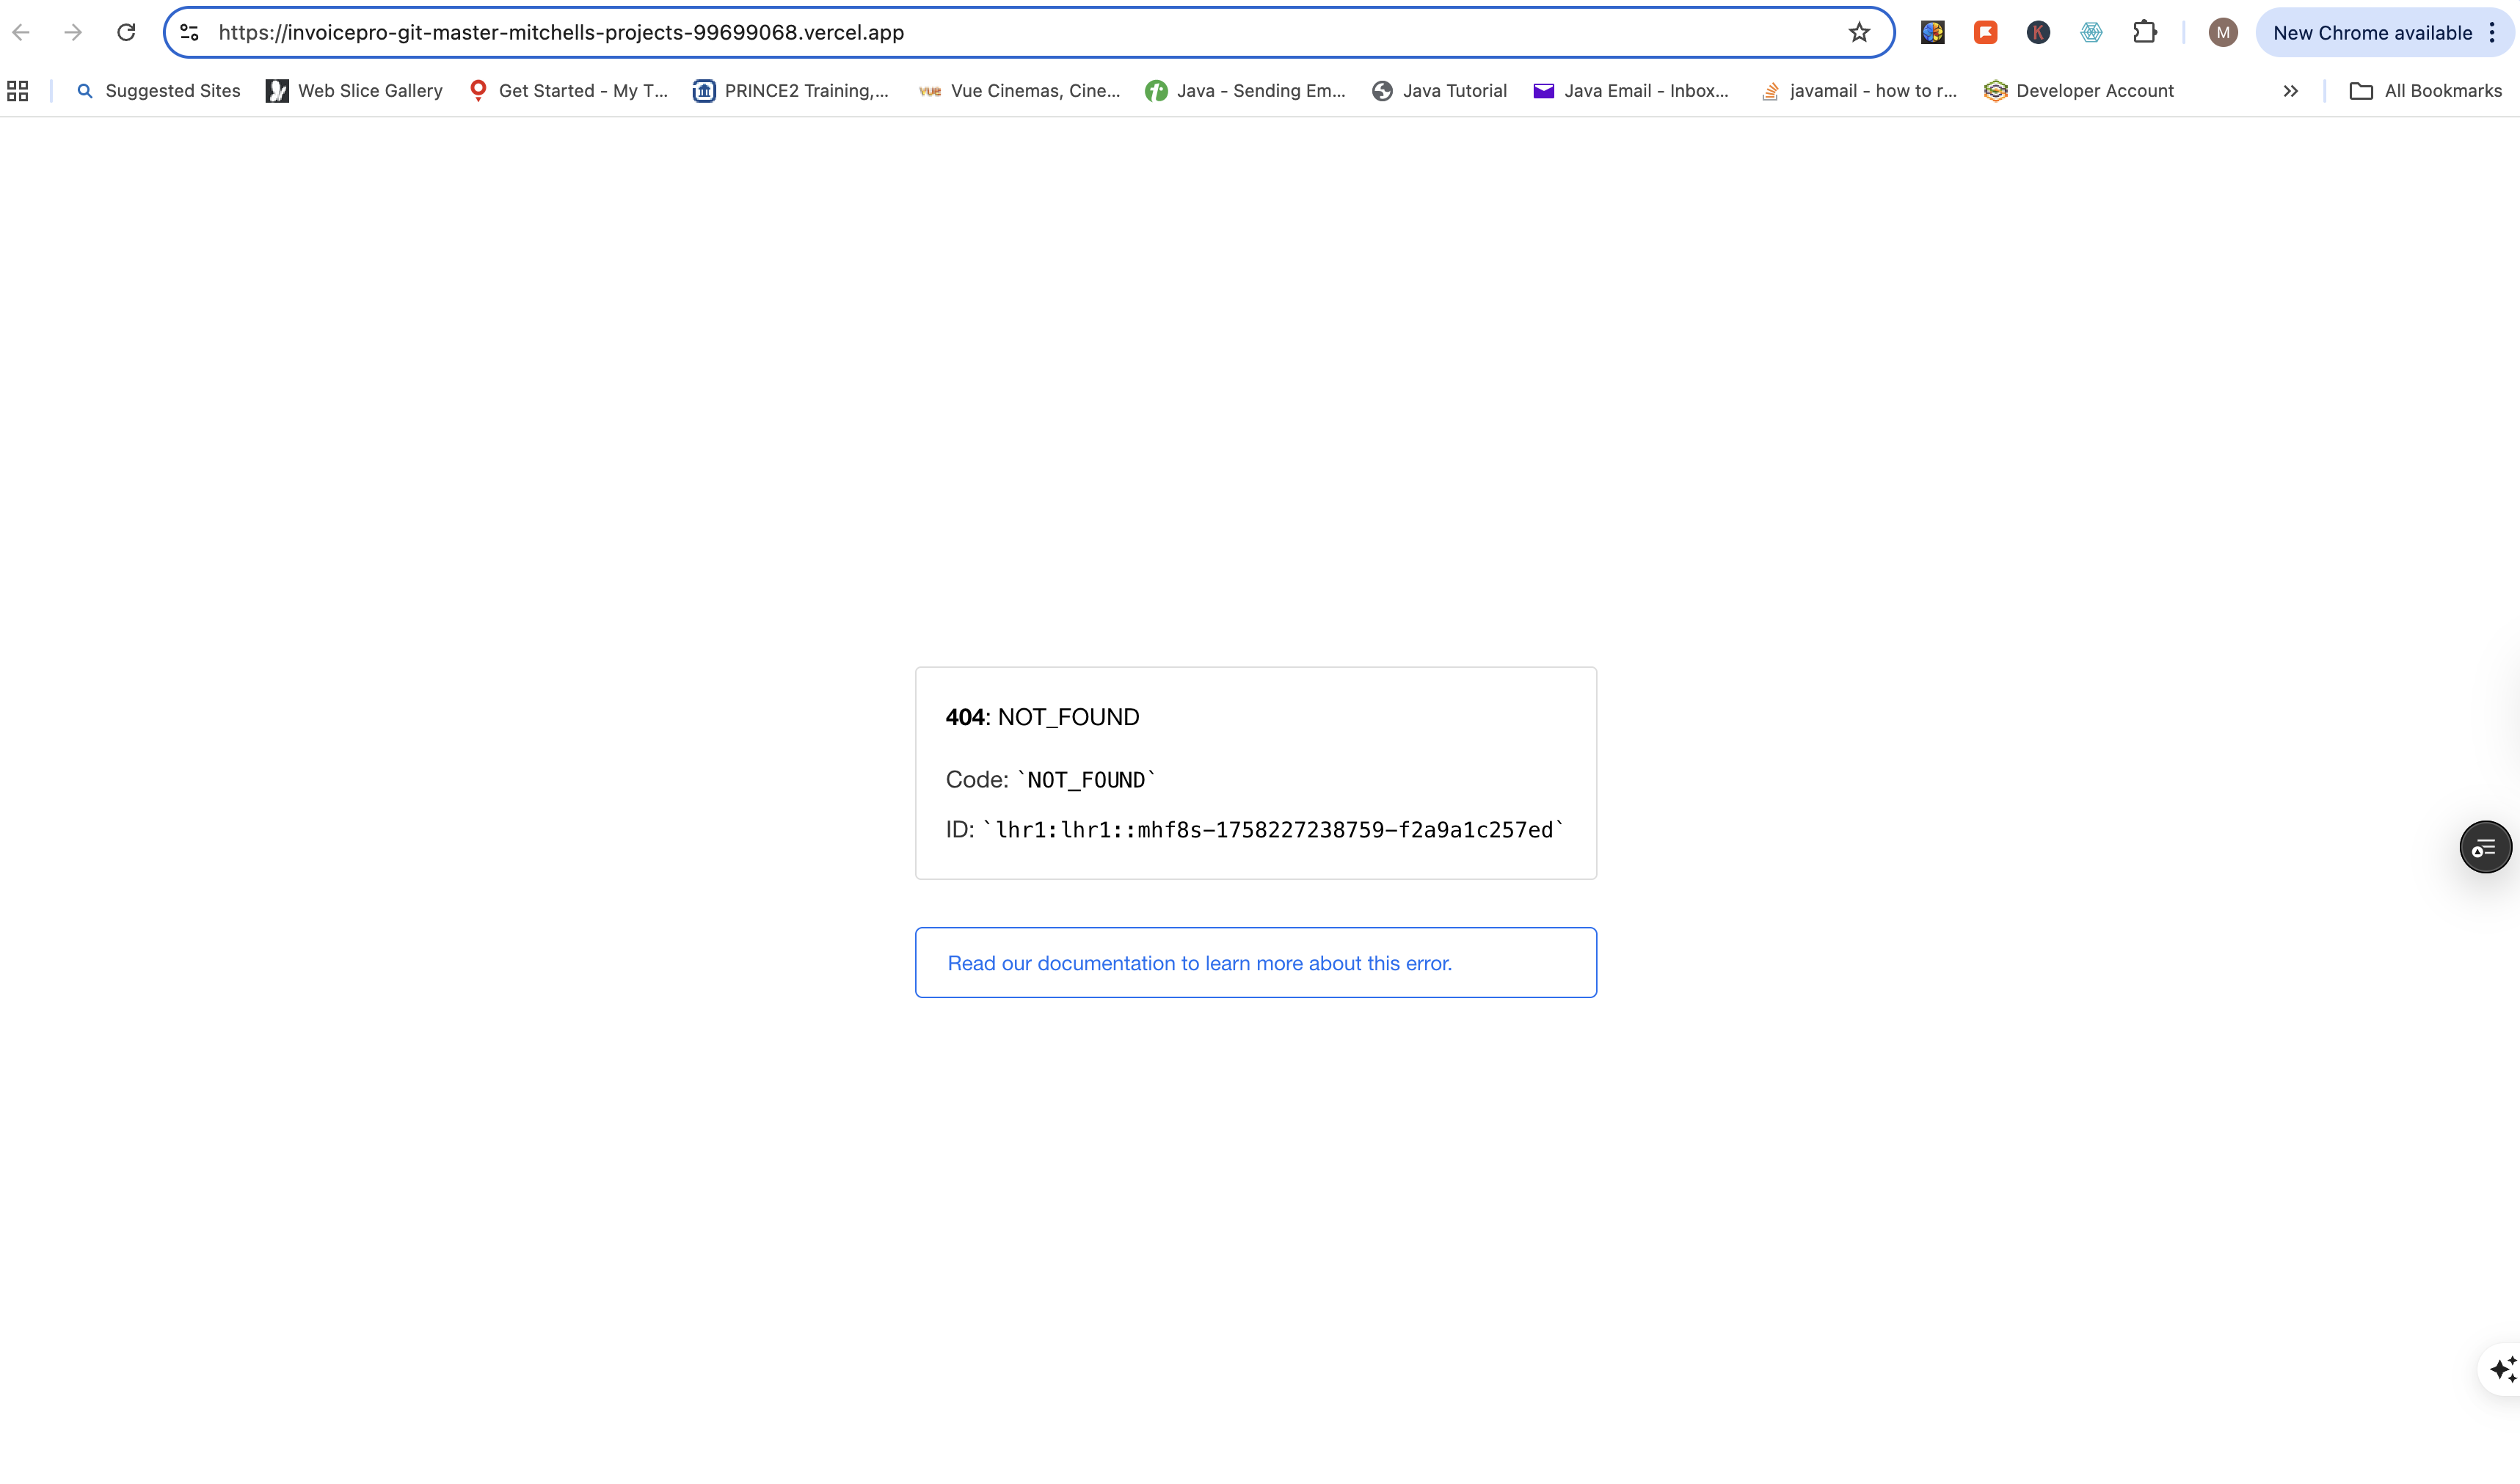 https://invoicepro-git-master-mitchells-projects-99699068.vercel.app
K
M
New Chrome available
Suggested Sites
Web Slice Gallery
Get Started - My T...
PRINCE2 Training,...
VUE
Vue Cinemas, Cine...
Java - Sending Em...
Java Tutorial
Java Email - Inbox...
javamail - how to r...
Developer Account
All Bookmarks
404: NOT_FOUND
Code: `NOT_FOUND`
ID: `lhr1:lhr1::mhf8s-1758227238759-f2a9a1c257ed`
Read our documentation to learn more about this error.